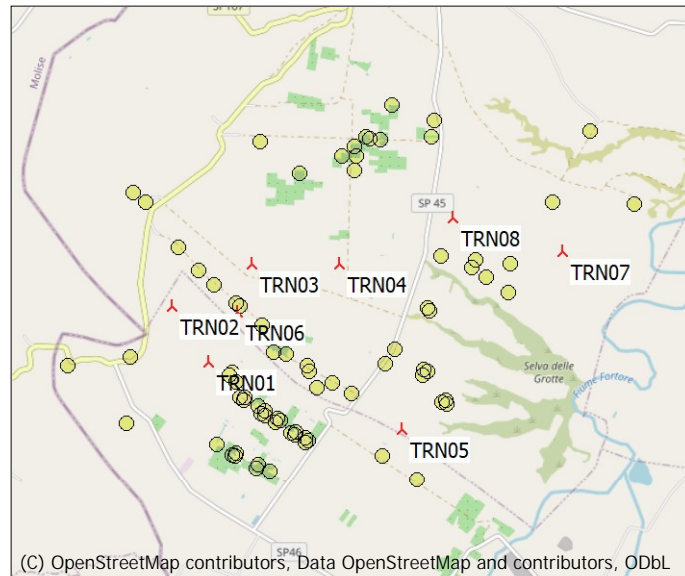 SP167
Molise
SP 45
TRN08
TRN03
TRN04
TRN07
TRN02
TRN06
TRN01
Selva delle
Grotte
Fiume Fortore
TRN05
SP46
(C) OpenStreetMap contributors, Data OpenStreetMap and contributors, ODbL